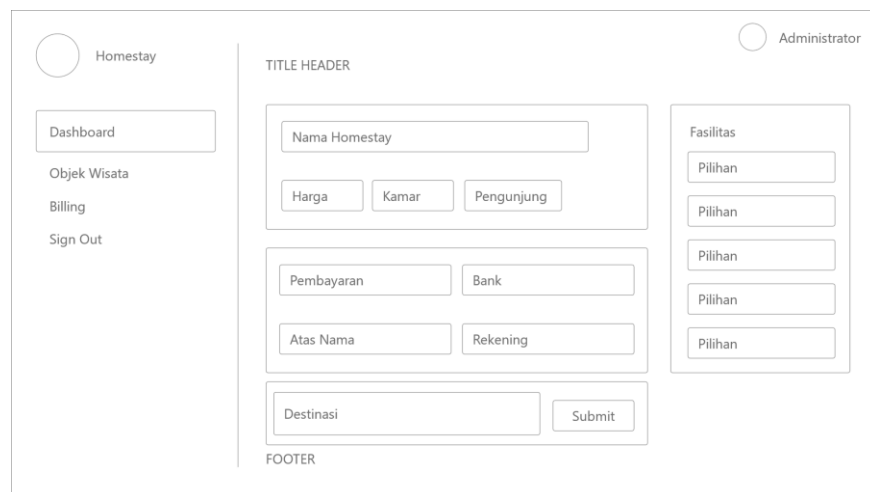 Homestay
Administrator
TITLE HEADER
Dashboard
Objek Wisata
Billing
Sign Out
Nama Homestay
Harga
Kamar
Pengunjung
Pembayaran
Bank
Atas Nama
Rekening
Destinasi
Submit
FOOTER
Fasilitas
Pilihan
Pilihan
Pilihan
Pilihan
Pilihan